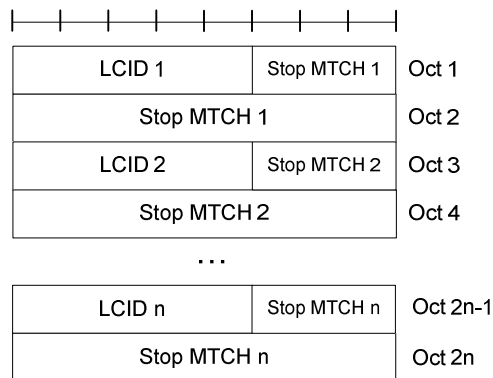 LCID 1 Stop MTCH 1 Oct 1
Stop MTCH 1 Oct 2
LCID 2 Stop MTCH 2 Oct 3
Stop MTCH 2 Oct 4
...
LCID n Stop MTCH n Oct 2n-1
Stop MTCH n Oct 2n